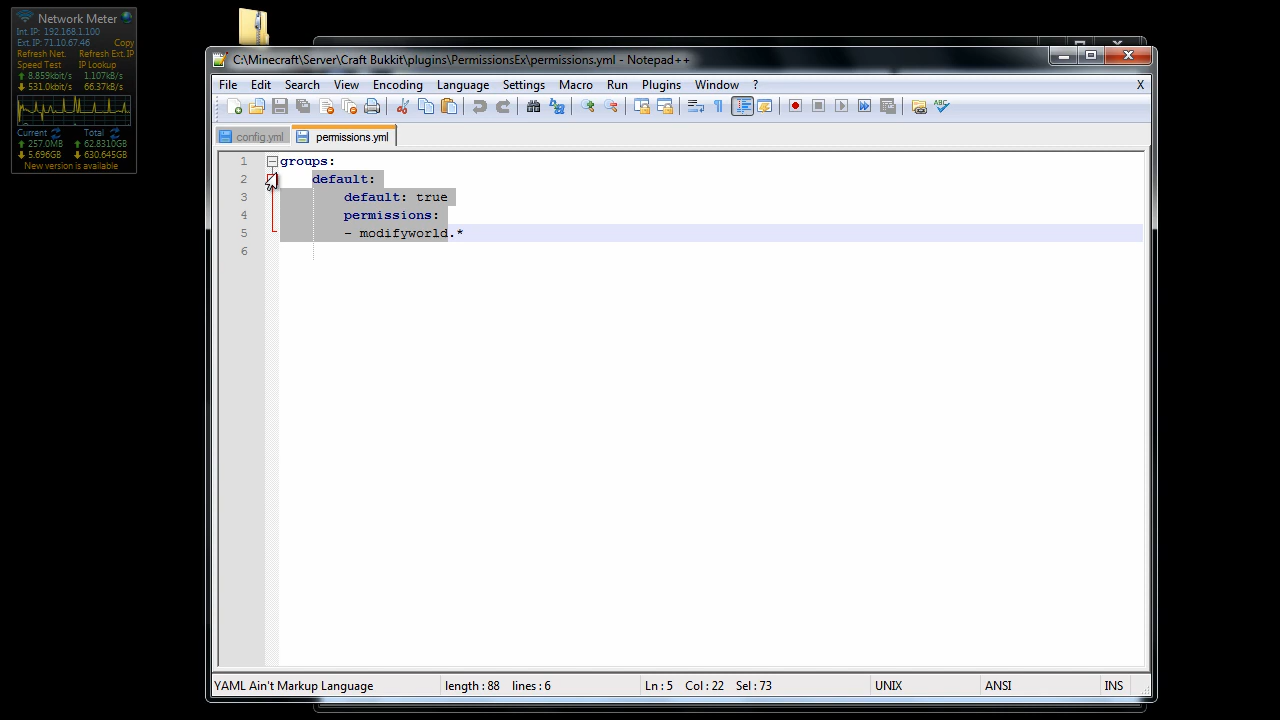 Network Meter
Int. IP: 192.168.1.100
Ext. IP: 71.10.67.46 Copy
Refresh Net. Refresh Ext. IP
Speed Test IP Lookup
8.859kbit/s 1.107kB/s
531.0kbit/s 66.37kB/s
Current Total
257.0MB 62.8310GB
5.696GB 630.645GB
New version is available
C:\Minecraft\Server\Craft Bukkit\plugins\PermissionsEx\permissions.yml - Notepad++
File Edit Search View Encoding Language Settings Macro Run Plugins Window ? X
config.yml permissions.yml
1 groups:
2 default:
3 default: true
4 permissions:
5 - modifyworld.*
6
YAML Ain't Markup Language length : 88 lines : 6 Ln : 5 Col : 22 Sel : 73 UNIX ANSI INS